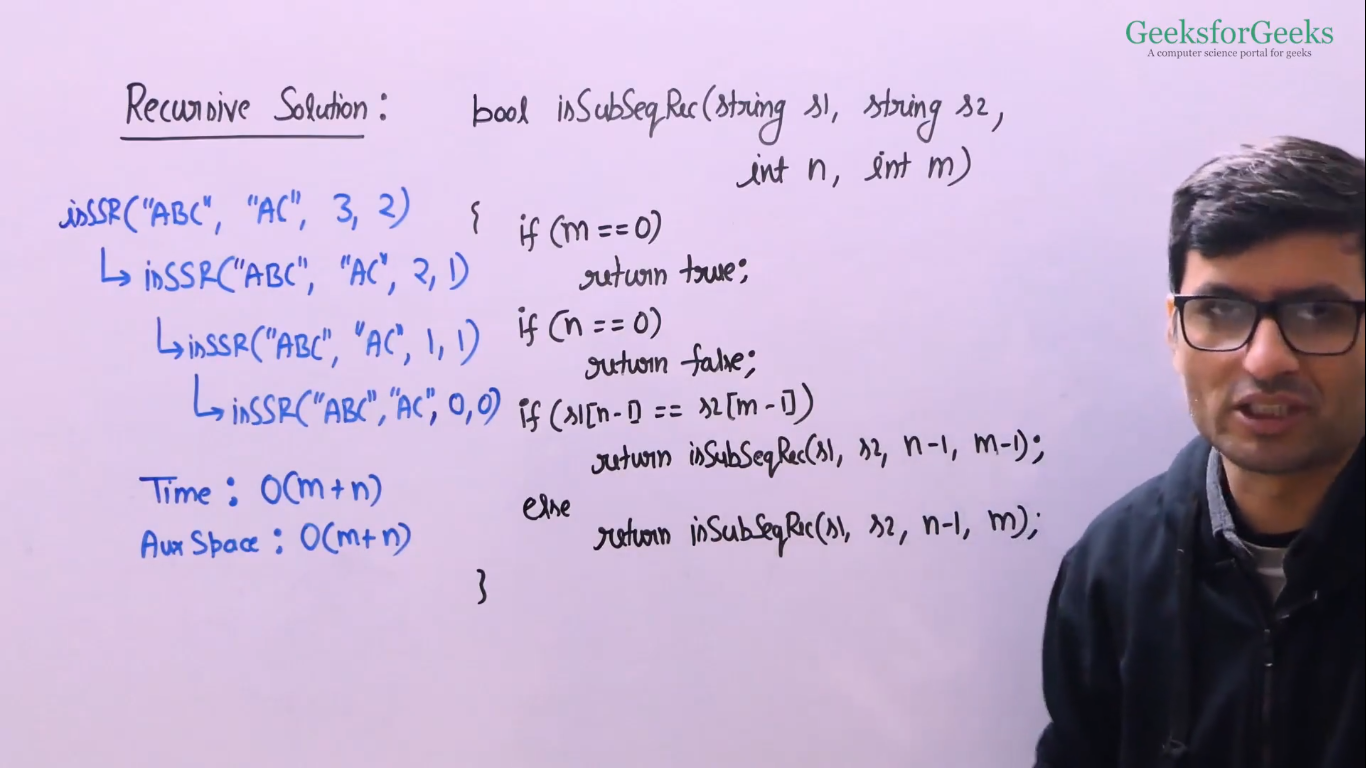 GeeksforGeeks
A computer science portal for geeks
Recursive Solution:
isSSR("ABC", "AC", 3, 2)
↳ isSSR("ABC", "AC", 2, 1)
↳ isSSR("ABC", "AC", 1, 1)
↳ isSSR("ABC", "AC", 0,0)
Time: O(m+n)
Aux Space: O(m+n)
bool isSubSeqRec(string s1, string s2,
int n, int m)
{ if (m==0)
return true;
if (n==0)
return false;
if (s1[n-1] == s2[m-1])
return isSubSeqRec(s1, s2, n-1, m-1);
else
return isSubSeqRec(s1, s2, n-1, m);
}